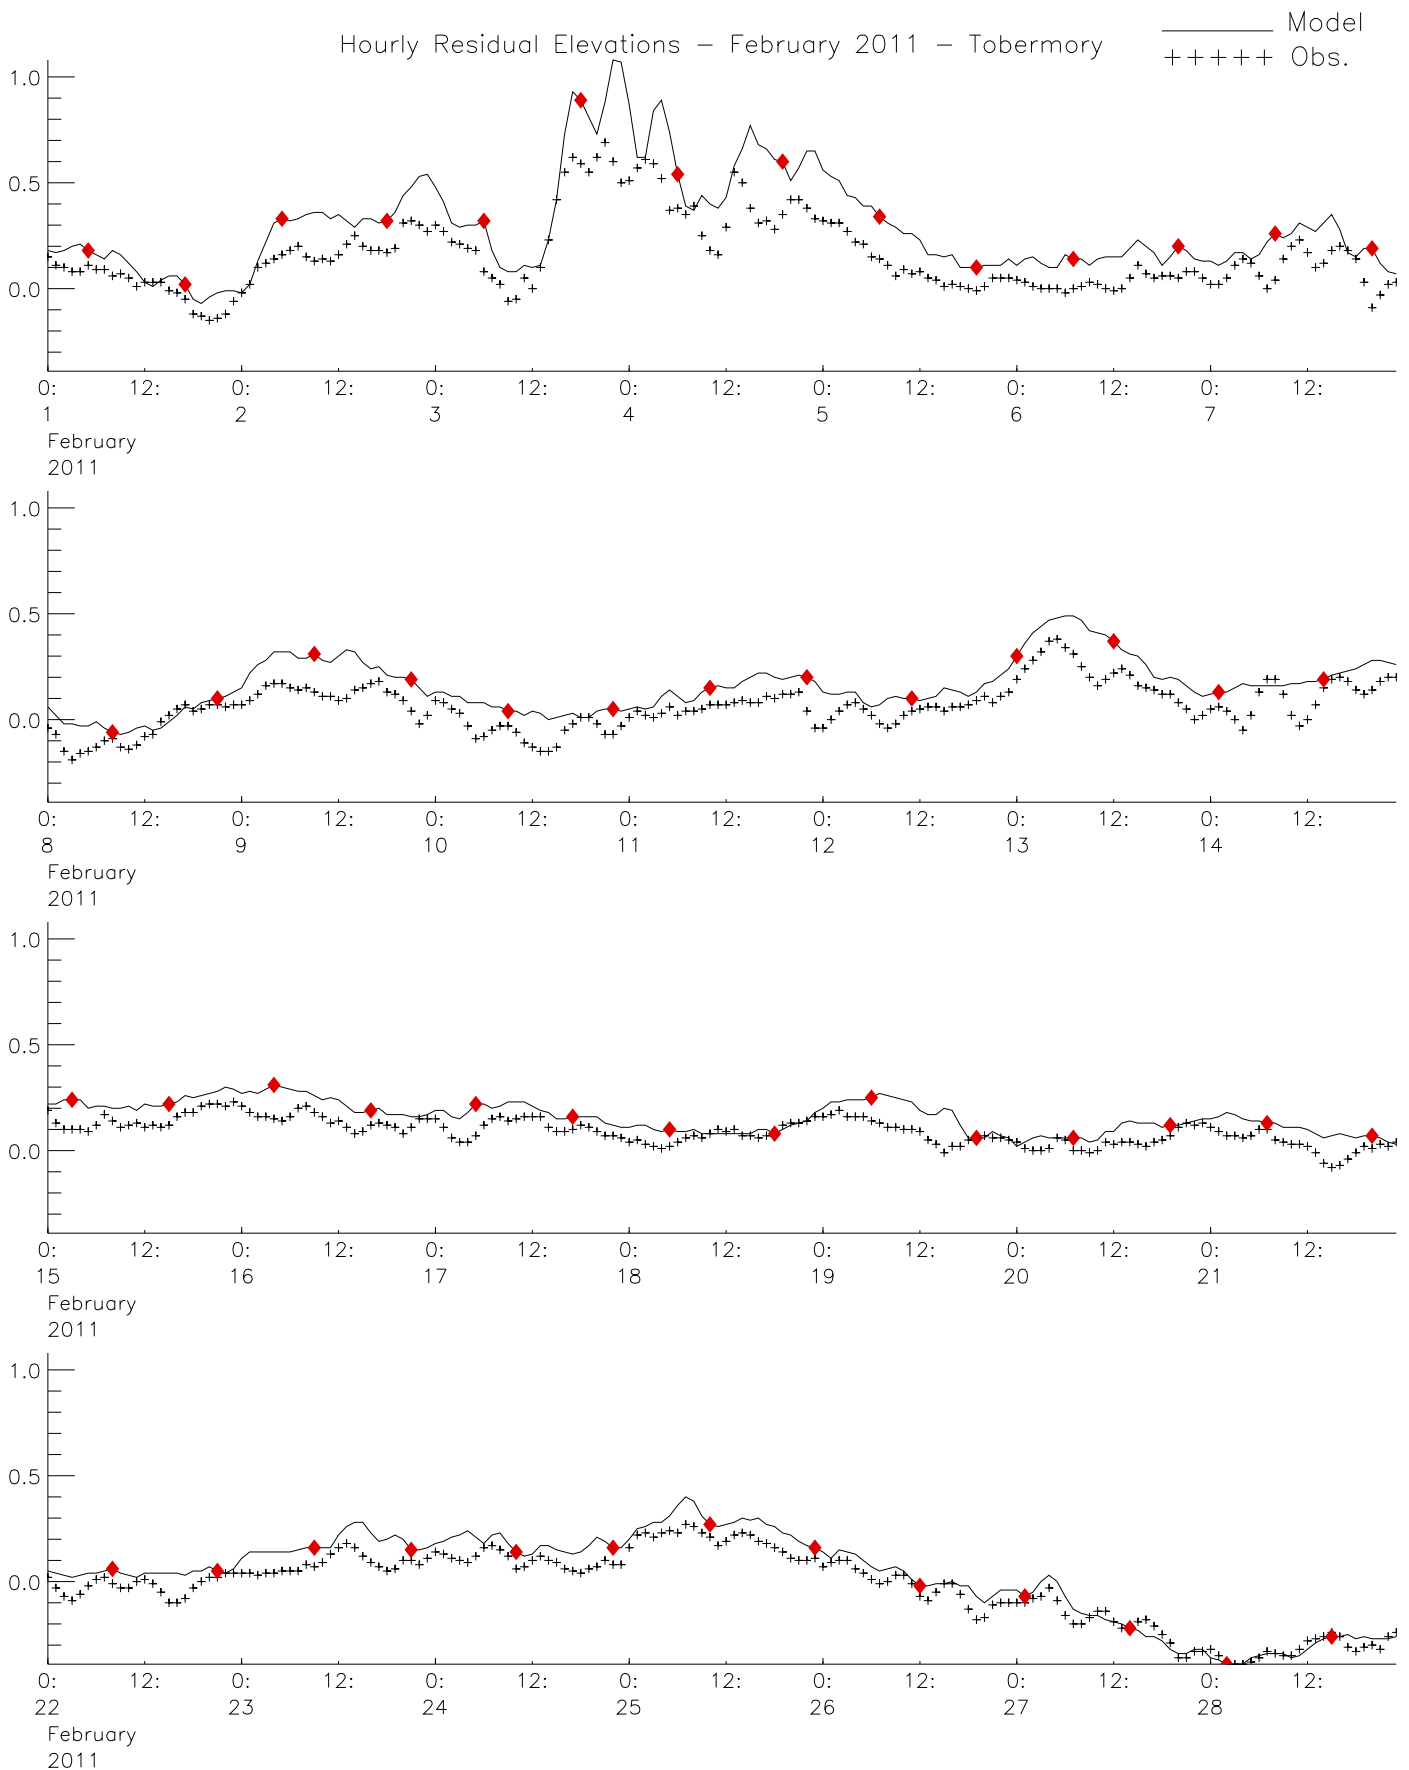 Hourly Residual Elevations – February 2011 – Tobermory
Model
+++++ Obs.
1.0
0.5
0.0
0: 12: 0: 12: 0: 12: 0: 12: 0: 12: 0: 12: 0: 12:
1 2 3 4 5 6 7
February
2011
1.0
0.5
0.0
0: 12: 0: 12: 0: 12: 0: 12: 0: 12: 0: 12: 0: 12:
8 9 10 11 12 13 14
February
2011
1.0
0.5
0.0
0: 12: 0: 12: 0: 12: 0: 12: 0: 12: 0: 12: 0: 12:
15 16 17 18 19 20 21
February
2011
1.0
0.5
0.0
0: 12: 0: 12: 0: 12: 0: 12: 0: 12: 0: 12: 0: 12:
22 23 24 25 26 27 28
February
2011